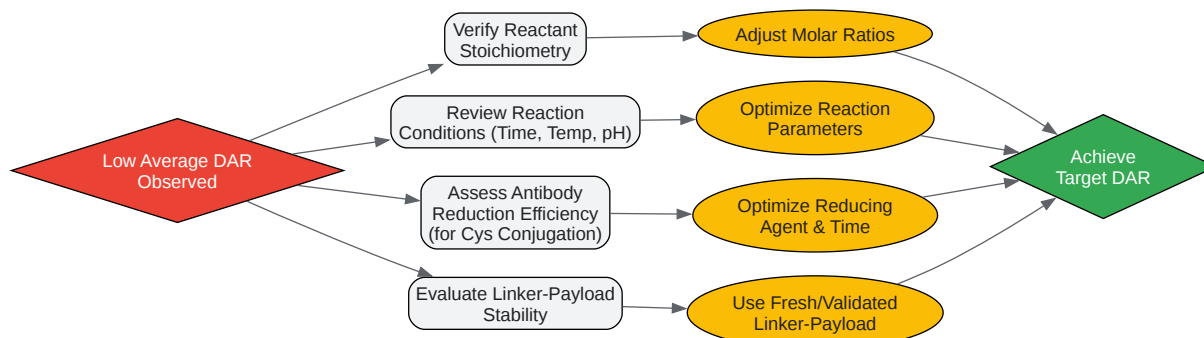 Low Average DAR
Observed
Verify Reactant
Stoichiometry
Adjust Molar Ratios
Review Reaction
Conditions (Time, Temp, pH)
Optimize Reaction
Parameters
Assess Antibody
Reduction Efficiency
(for Cys Conjugation)
Optimize Reducing
Agent & Time
Evaluate Linker-Payload
Stability
Use Fresh/Validated
Linker-Payload
Achieve
Target DAR